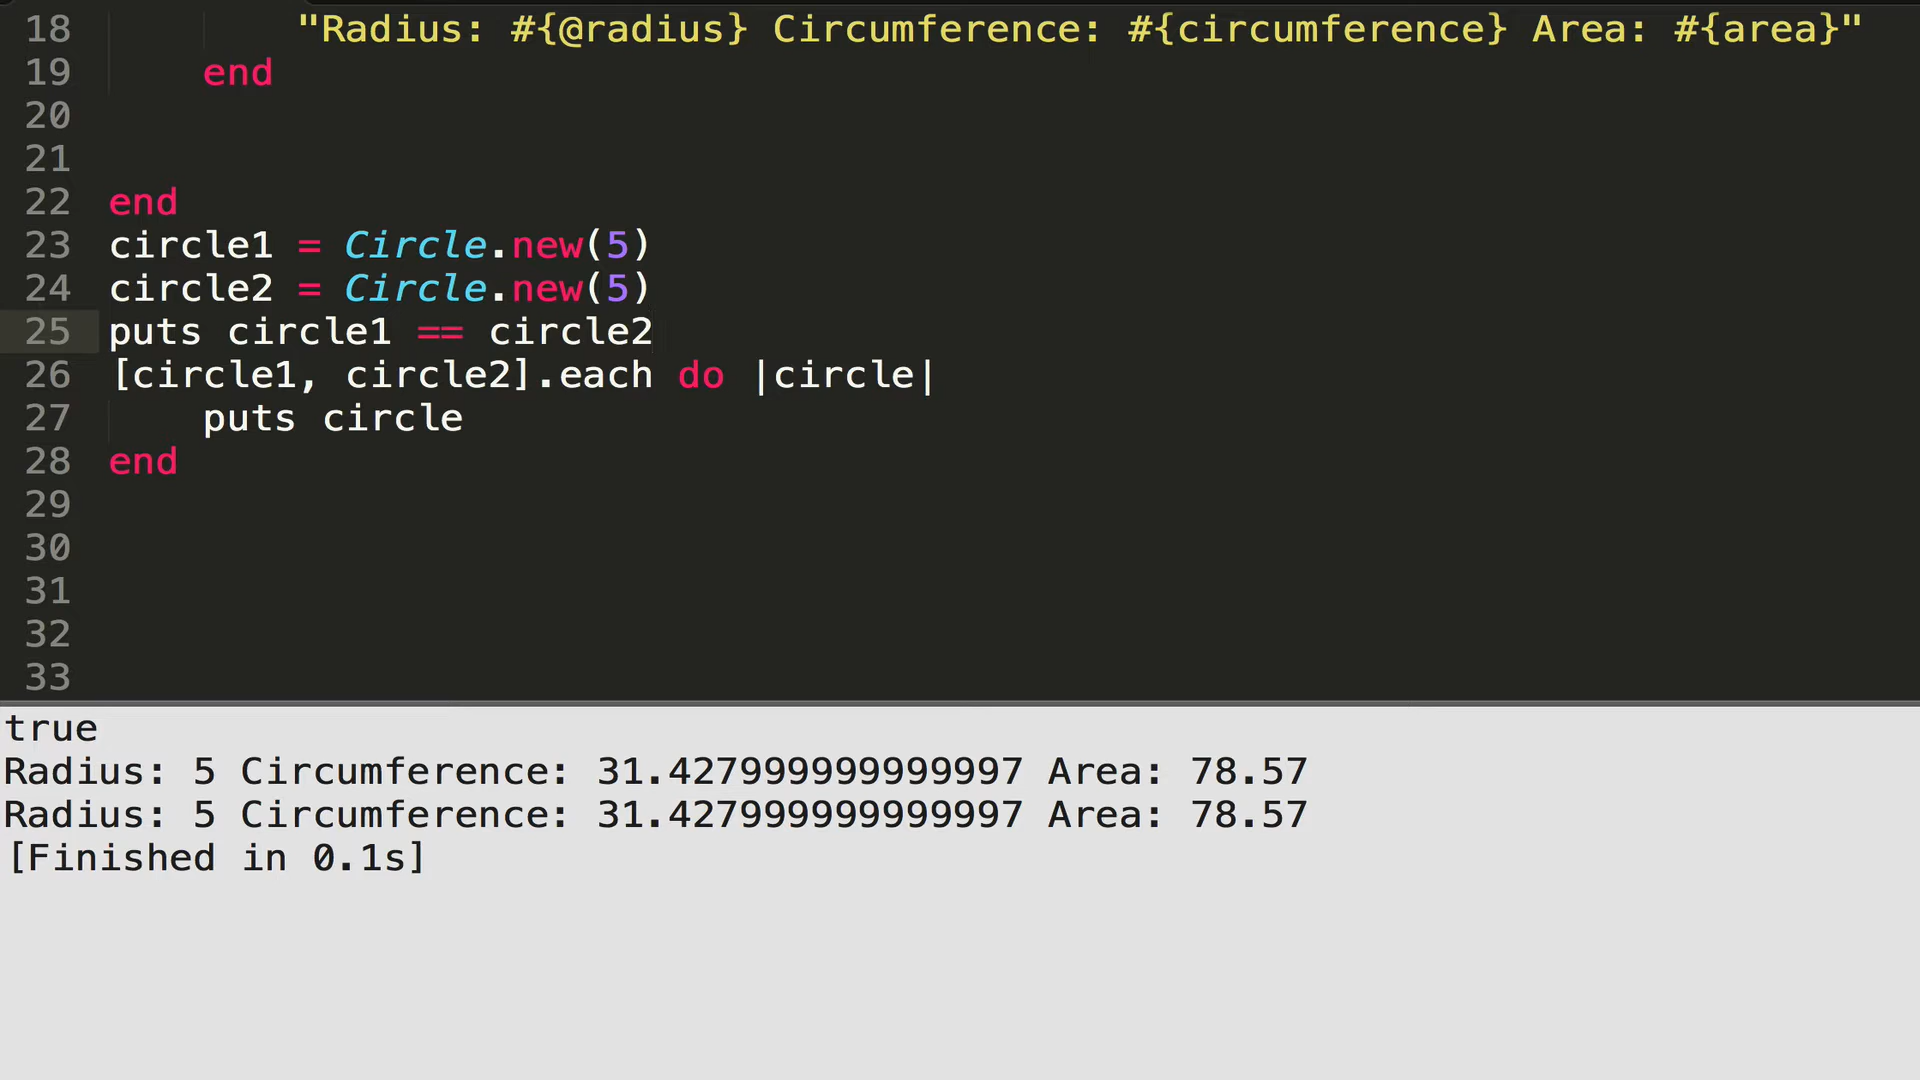 18 "Radius: #{@radius} Circumference: #{circumference} Area: #{area}"
19 end
20
21
22 end
23 circle1 = Circle.new(5)
24 circle2 = Circle.new(5)
25 puts circle1 == circle2
26 [circle1, circle2].each do |circle|
27 puts circle
28 end
29
30
31
32
33
true
Radius: 5 Circumference: 31.427999999999997 Area: 78.57
Radius: 5 Circumference: 31.427999999999997 Area: 78.57
[Finished in 0.1s]